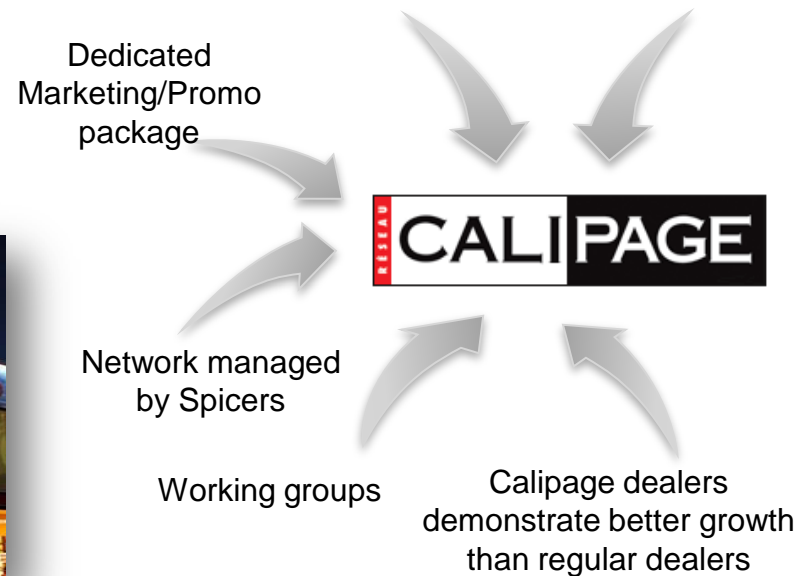 Dedicated
Marketing/Promo
package
RÉSEAU
CALIPAGE
Network managed
by Spicers
Working groups
Calipage dealers
demonstrate better growth
than regular dealers